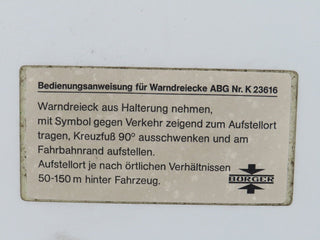 Bedienungsanweisung für Warndreiecke ABG Nr. K 23616
Warndreieck aus Halterung nehmen,
mit Symbol gegen Verkehr zeigend zum Aufstellort
tragen, Kreuzfuß 90° ausschwenken und am
Fahrbahnrand aufstellen.
Aufstellort je nach örtlichen Verhältnissen
50-150 m hinter Fahrzeug.
BORGER